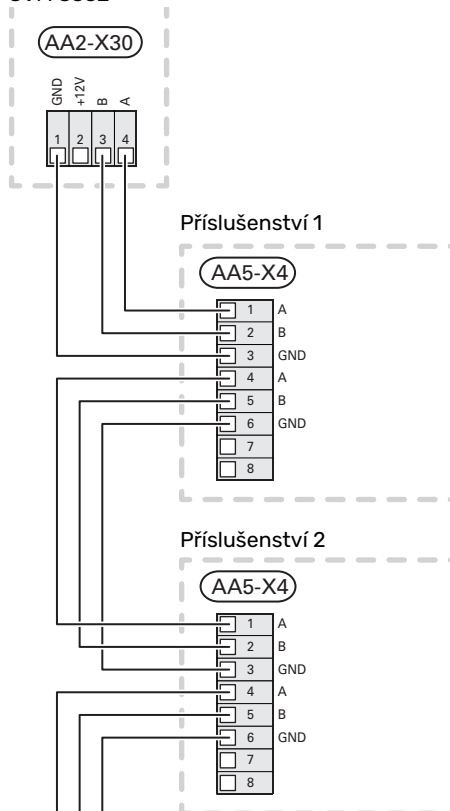 AA2-X30
GND
+12V
B
A
1 2 3 4
Příslušenství 1
AA5-X4
1 A
2 B
3 GND
4 A
5 B
6 GND
7
8
Příslušenství 2
AA5-X4
1 A
2 B
3 GND
4 A
5 B
6 GND
7
8